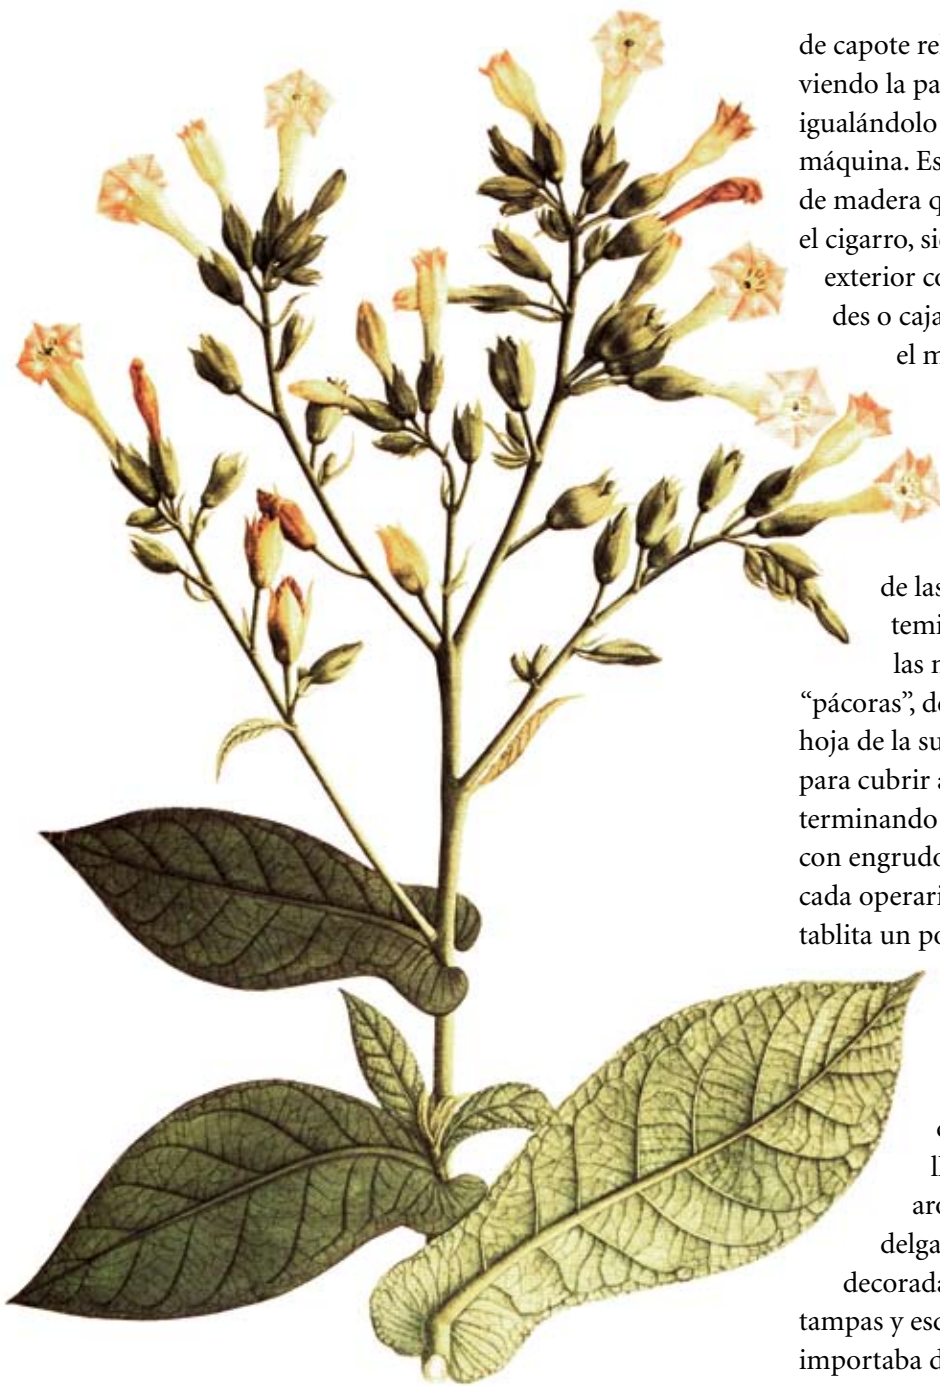 de capote re
viendo la pa
igualándolo
máquina. Es
de madera q
el cigarro, si
exterior co
des o caja
el m
de las
temi
las
“pácoras”, d
hoja de la su
para cubrir a
terminando
con engrudo
cada operari
tablita un po
l
aro
delga
decorada
tampas y es
importaba d